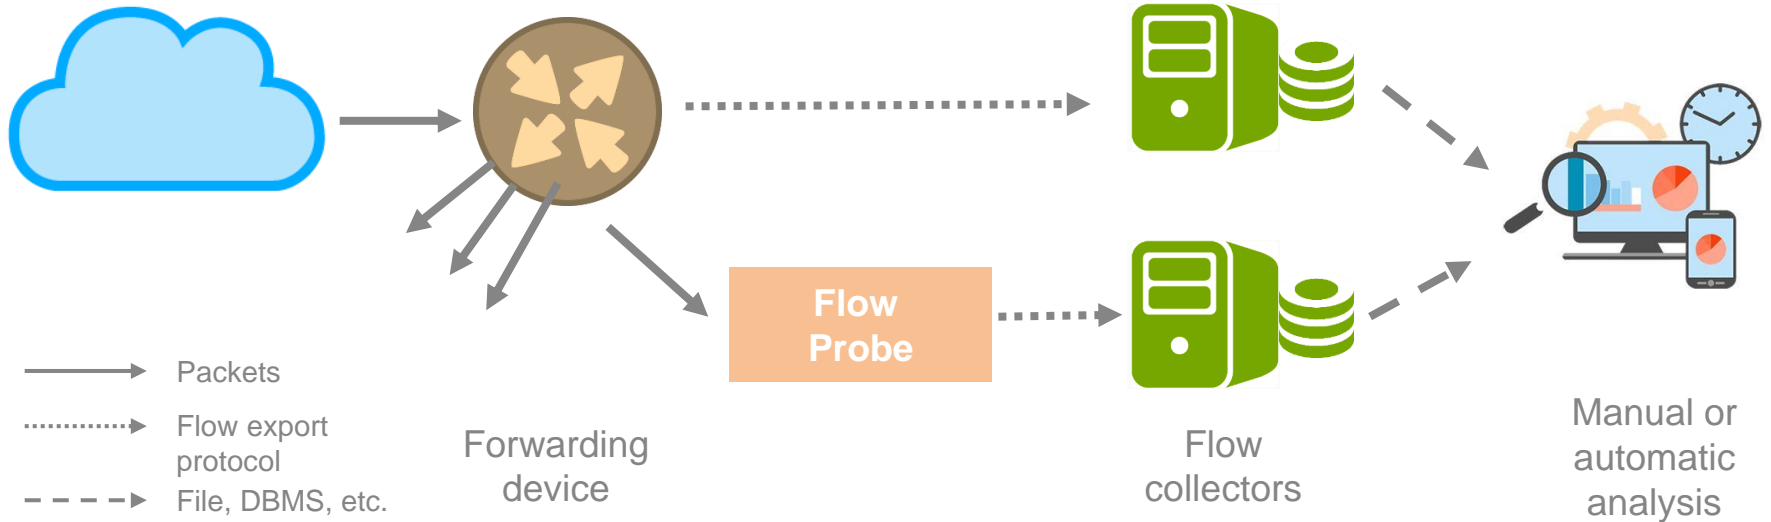 Flow
Probe
Packets
Flow export
protocol
File, DBMS, etc.
Forwarding
device
Flow
collectors
Manual or
automatic
analysis